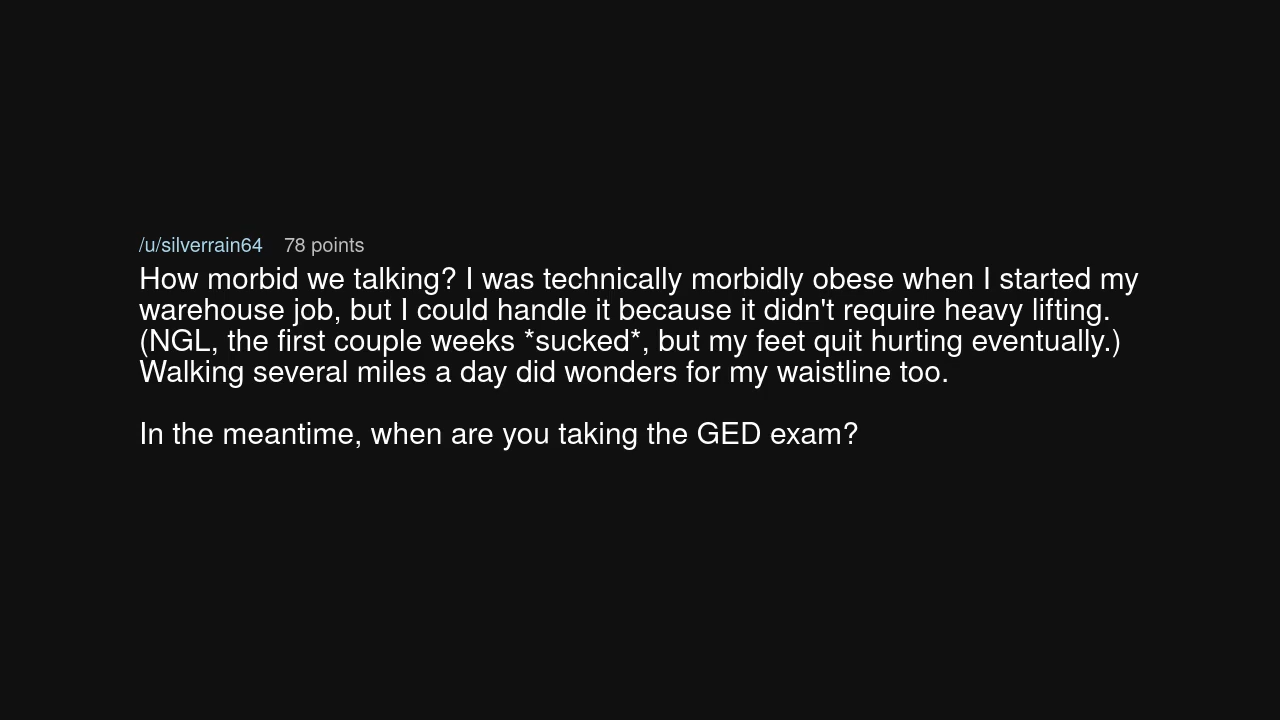 /u/silverrain64 78 points
How morbid we talking? I was technically morbidly obese when I started my
warehouse job, but I could handle it because it didn't require heavy lifting.
(NGL, the first couple weeks *sucked*, but my feet quit hurting eventually.)
Walking several miles a day did wonders for my waistline too.
In the meantime, when are you taking the GED exam?